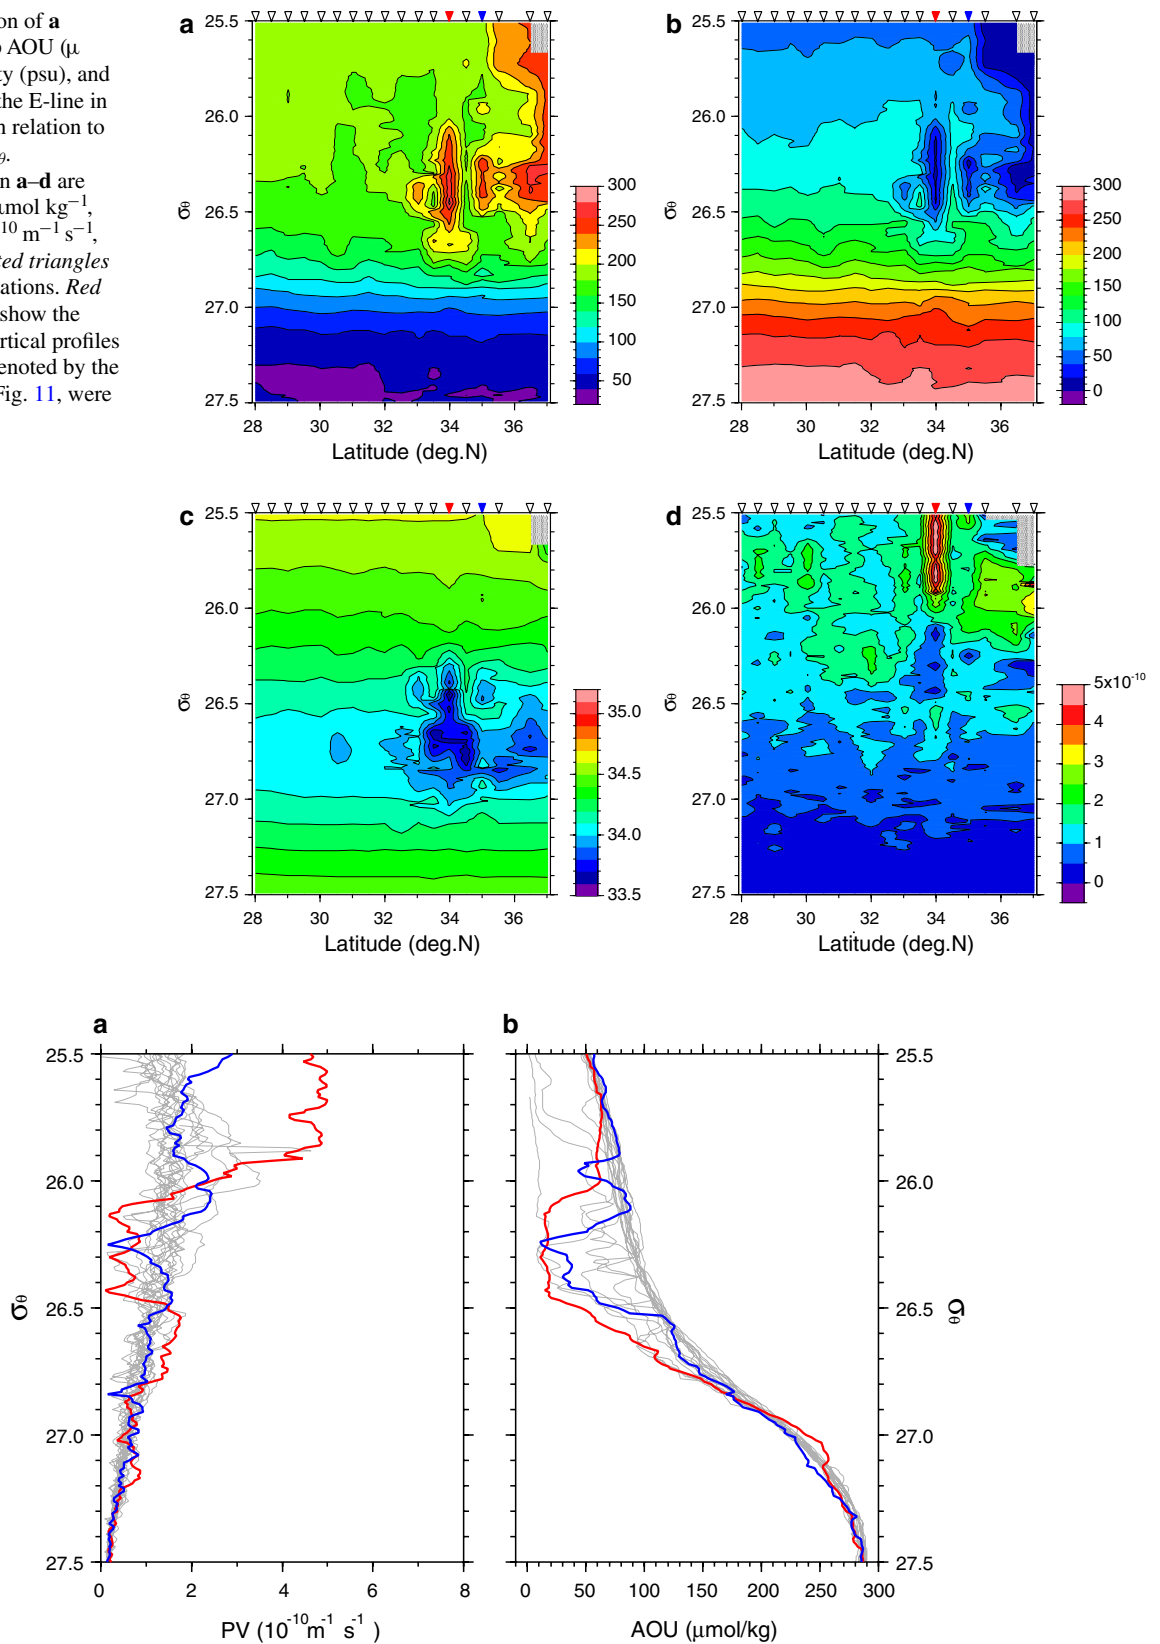 ion of a
o AOU (μ
ty (psu), and
the E-line in
n relation to
θ.
n a–d are
μmol kg−1,
10 m−1 s−1,
ted triangles
ations. Red
show the
rtical profiles
enoted by the
Fig. 11, were
a
25.5
26.0
26.5
27.0
27.5
σθ
28 30 32 34 36
Latitude (deg.N)
300
250
200
150
100
50
b
25.5
26.0
26.5
27.0
27.5
σθ
28 30 32 34 36
Latitude (deg.N)
300
250
200
150
100
50
0
c
25.5
26.0
26.5
27.0
27.5
σθ
28 30 32 34 36
Latitude (deg.N)
35.0
34.5
34.0
33.5
d
25.5
26.0
26.5
27.0
27.5
σθ
28 30 32 34 36
Latitude (deg.N)
5x10-10
4
3
2
1
0
a
25.5
26.0
26.5
27.0
27.5
σθ
0 2 4 6 8
PV (10-10m-1 s-1 )
b
25.5
26.0
26.5
27.0
27.5
σθ
0 50 100 150 200 250 300
AOU (μmol/kg)